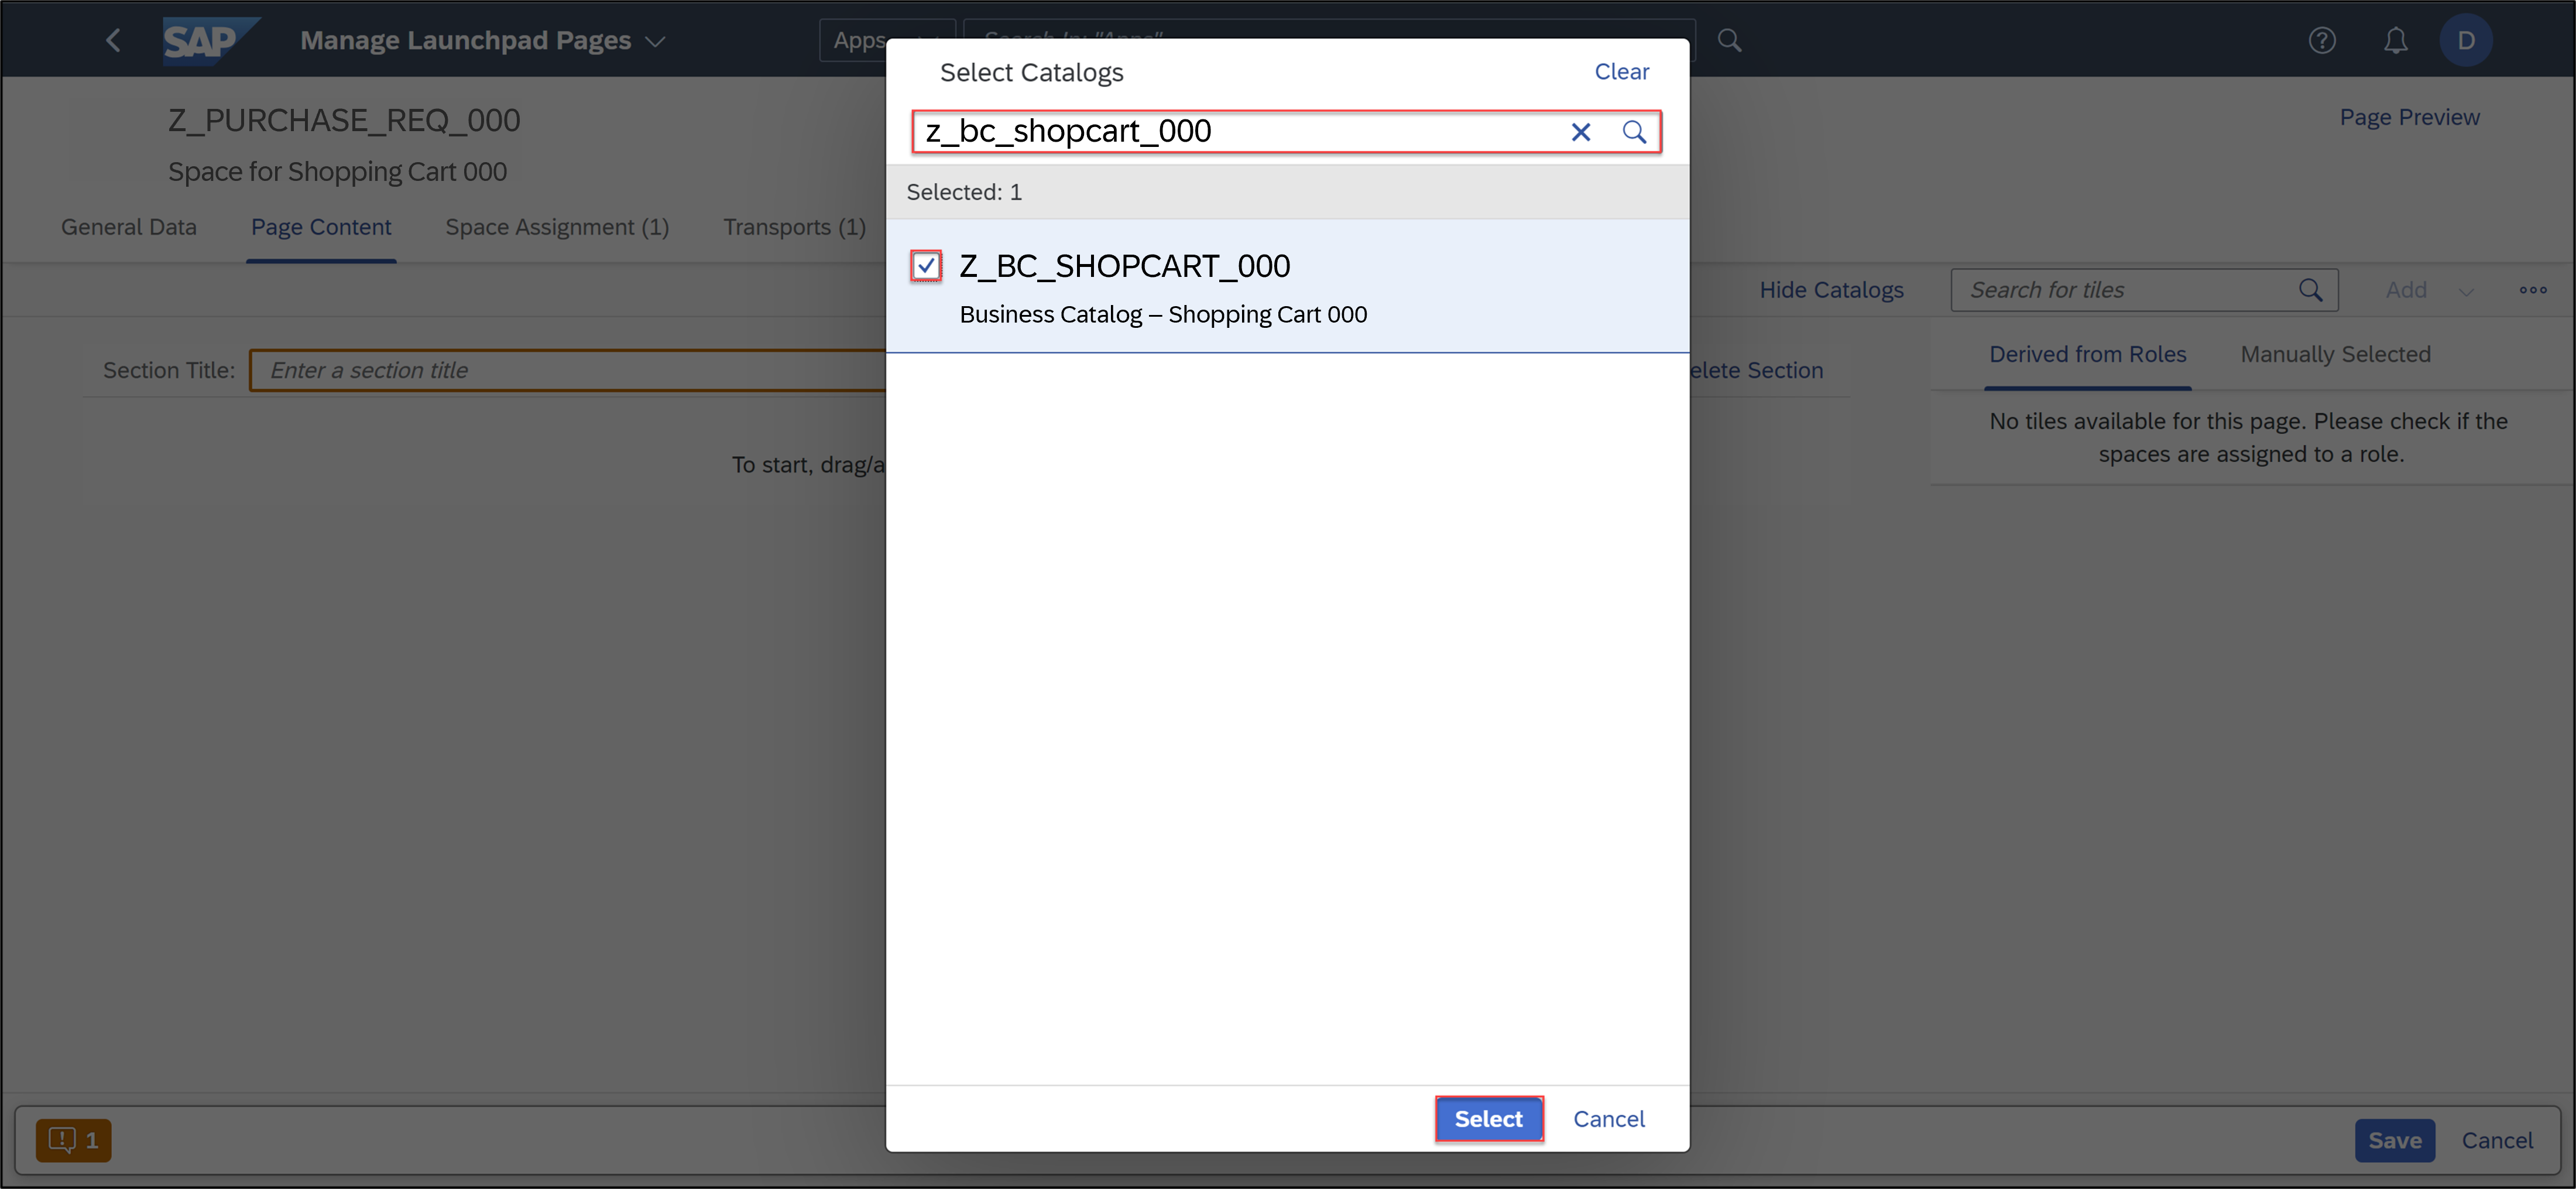 SAP Manage Launchpad Pages Apps Search In: "Apps" D
Select Catalogs Clear
z_bc_shopcart_000
Z_PURCHASE_REQ_000 Page Preview
Space for Shopping Cart 000
Selected: 1
General Data Page Content Space Assignment (1) Transports (1)
Z_BC_SHOPCART_000
Business Catalog – Shopping Cart 000
Hide Catalogs Search for tiles Add
Section Title: Enter a section title elete Section
Derived from Roles Manually Selected
No tiles available for this page. Please check if the
spaces are assigned to a role.
To start, drag/a
Select Cancel
1 Save Cancel